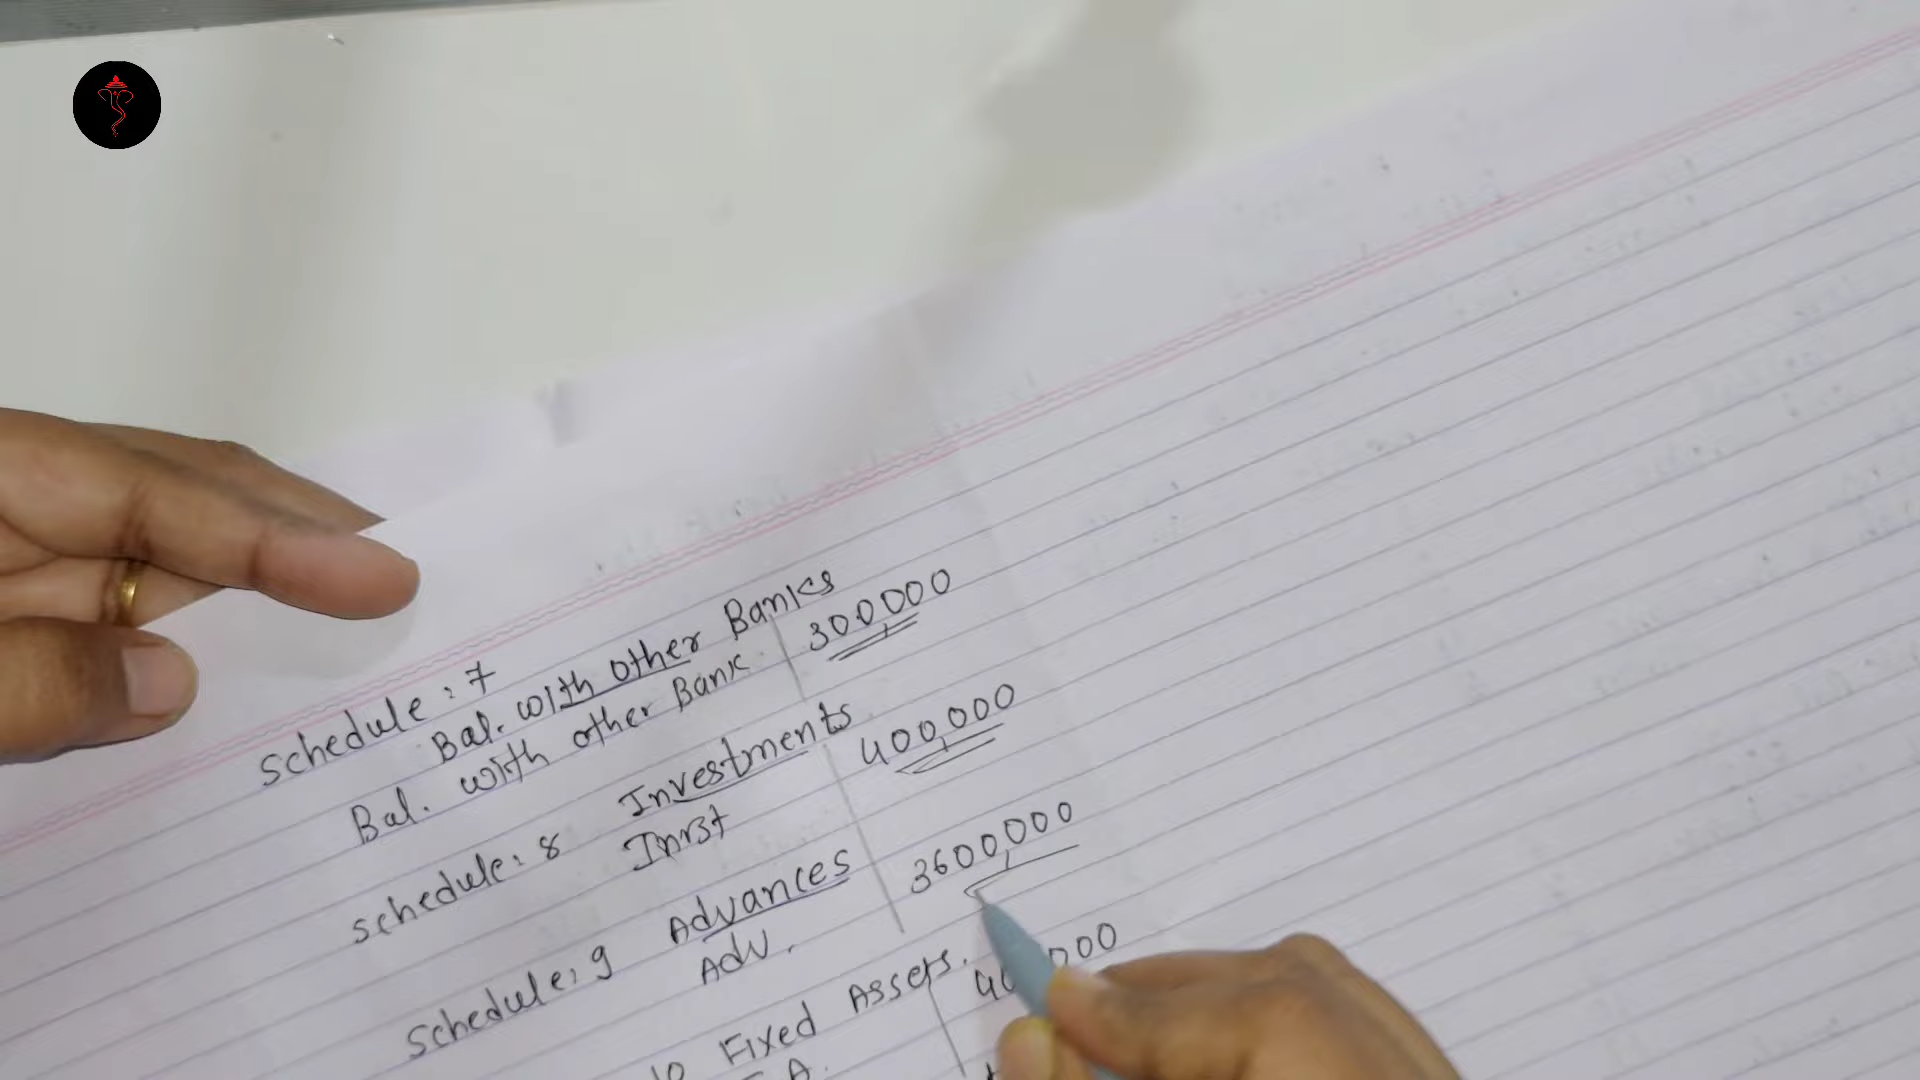 Schedule: 7
Bal. with other Banks
Bal. with other Bank. 300,000
Schedule: 8 Investments
Invst 400,000
Schedule: 9 Advances
Adv. 3600,000
10 Fixed Assets.
A.